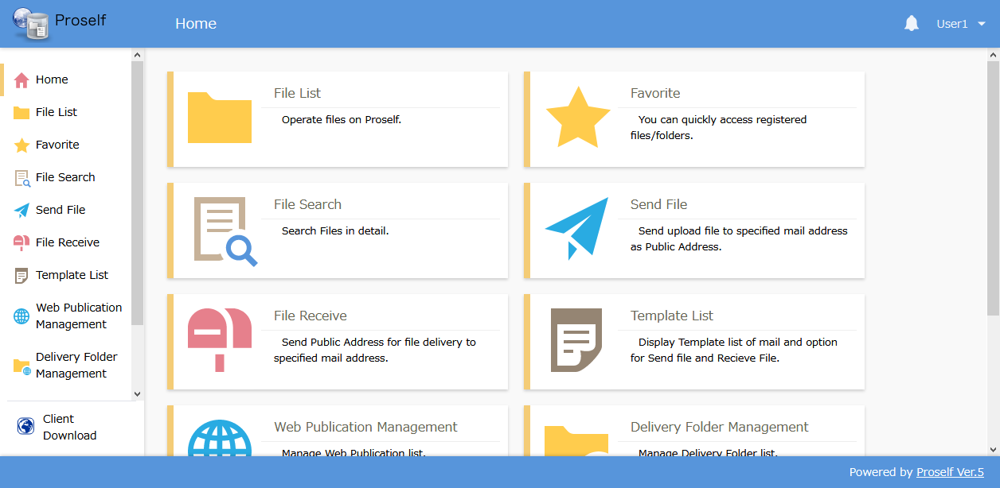 Proself
Home
User1
Home
File List
Favorite
File Search
Send File
File Receive
Template List
Web Publication
Management
Delivery Folder
Management
Client
Download
File List
Operate files on Proself.
Favorite
You can quickly access registered
files/folders.
File Search
Search Files in detail.
Send File
Send upload file to specified mail address
as Public Address.
File Receive
Send Public Address for file delivery to
specified mail address.
Template List
Display Template list of mail and option
for Send file and Recieve File.
Web Publication Management
Manage Web Publication list.
Delivery Folder Management
Manage Delivery Folder list.
Powered by Proself Ver.5